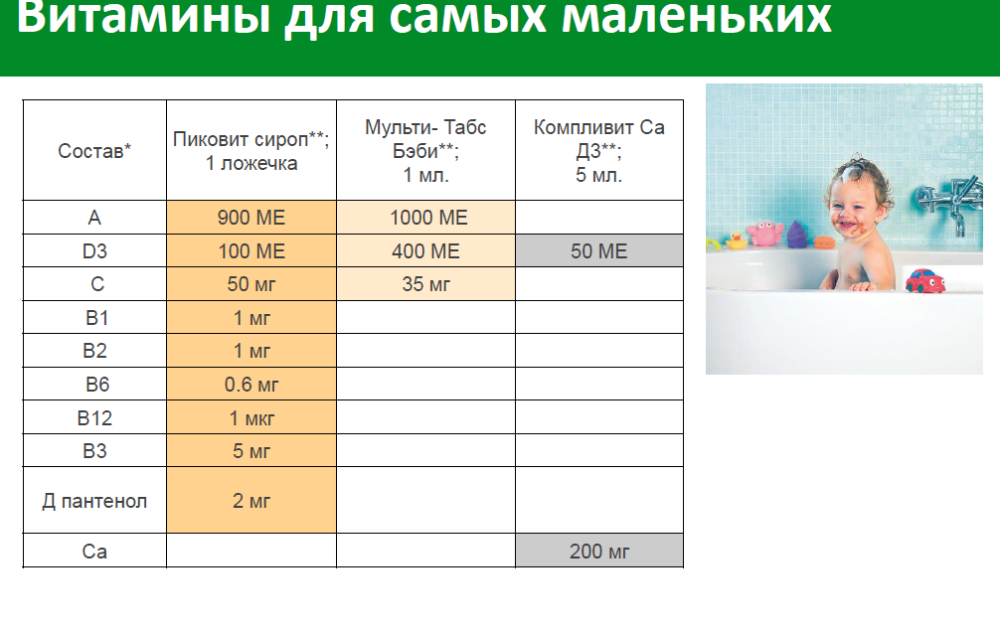 Витамины для самых маленьких
Состав*
Пиковит сироп**;
1 ложечка
Мульти- Табс
Бэби**;
1 мл.
Компливит Са
Д3**;
5 мл.
A
900 МЕ
1000 МЕ
D3
100 МЕ
400 МЕ
50 МЕ
C
50 мг
35 мг
B1
1 мг
B2
1 мг
B6
0.6 мг
B12
1 мкг
B3
5 мг
Д пантенол
2 мг
Ca
200 мг